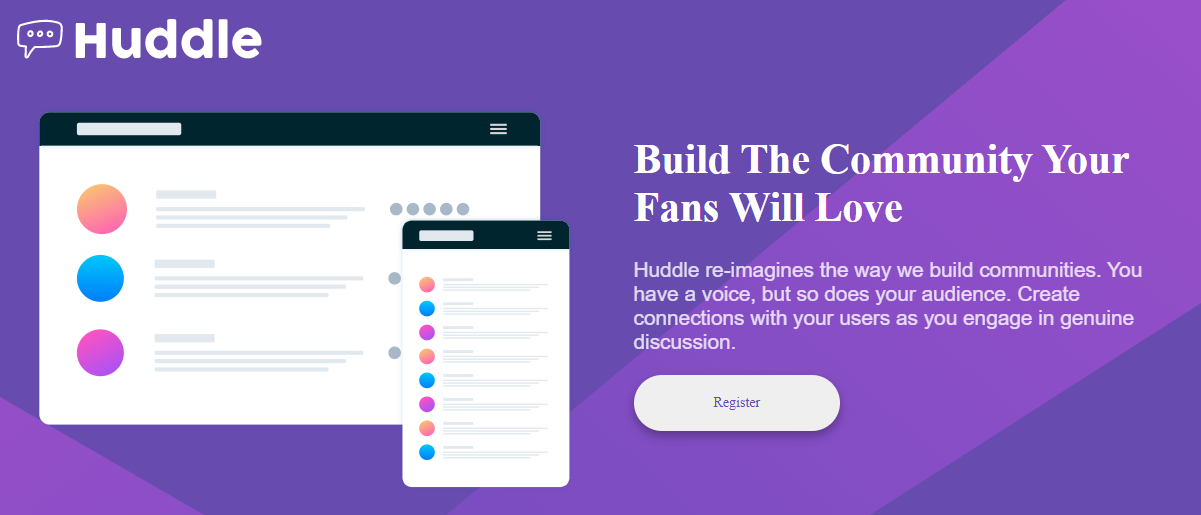 Huddle
Build The Community Your
Fans Will Love
Huddle re-imagines the way we build communities. You
have a voice, but so does your audience. Create
connections with your users as you engage in genuine
discussion.
Register